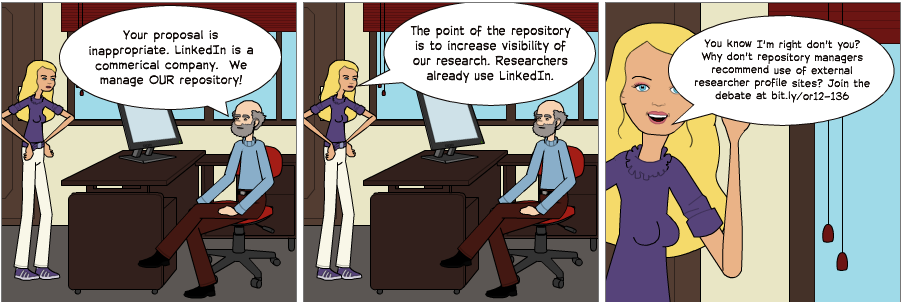 Your proposal is
inappropriate. LinkedIn is a
commerical company.  We
manage OUR repository!
The point of the repository
is to increase visibility of
our research. Researchers
already use LinkedIn.
You know I'm right don't you?
Why don't repository managers
recommend use of external
researcher profile sites? Join the
debate at bit.ly/or12-136